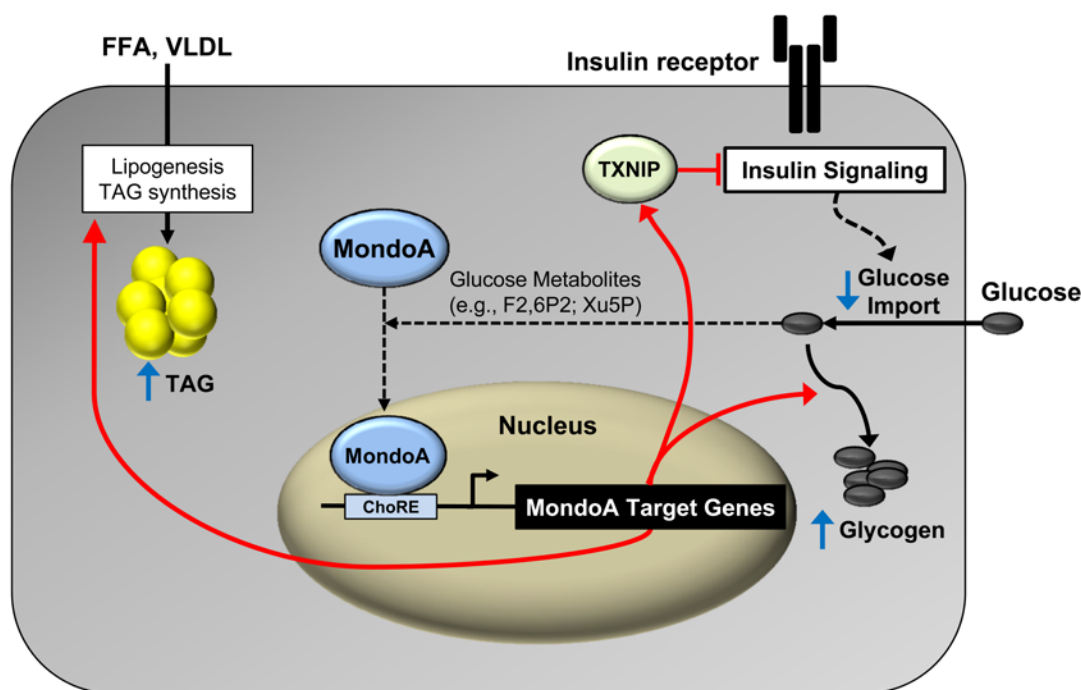 FFA, VLDL
Insulin receptor
Lipogenesis
TAG synthesis
TXNIP
Insulin Signaling
MondoA
Glucose Metabolites
(e.g., F2,6P2; Xu5P)
Glucose
Import
Glucose
TAG
Nucleus
MondoA
ChoRE
MondoA Target Genes
Glycogen